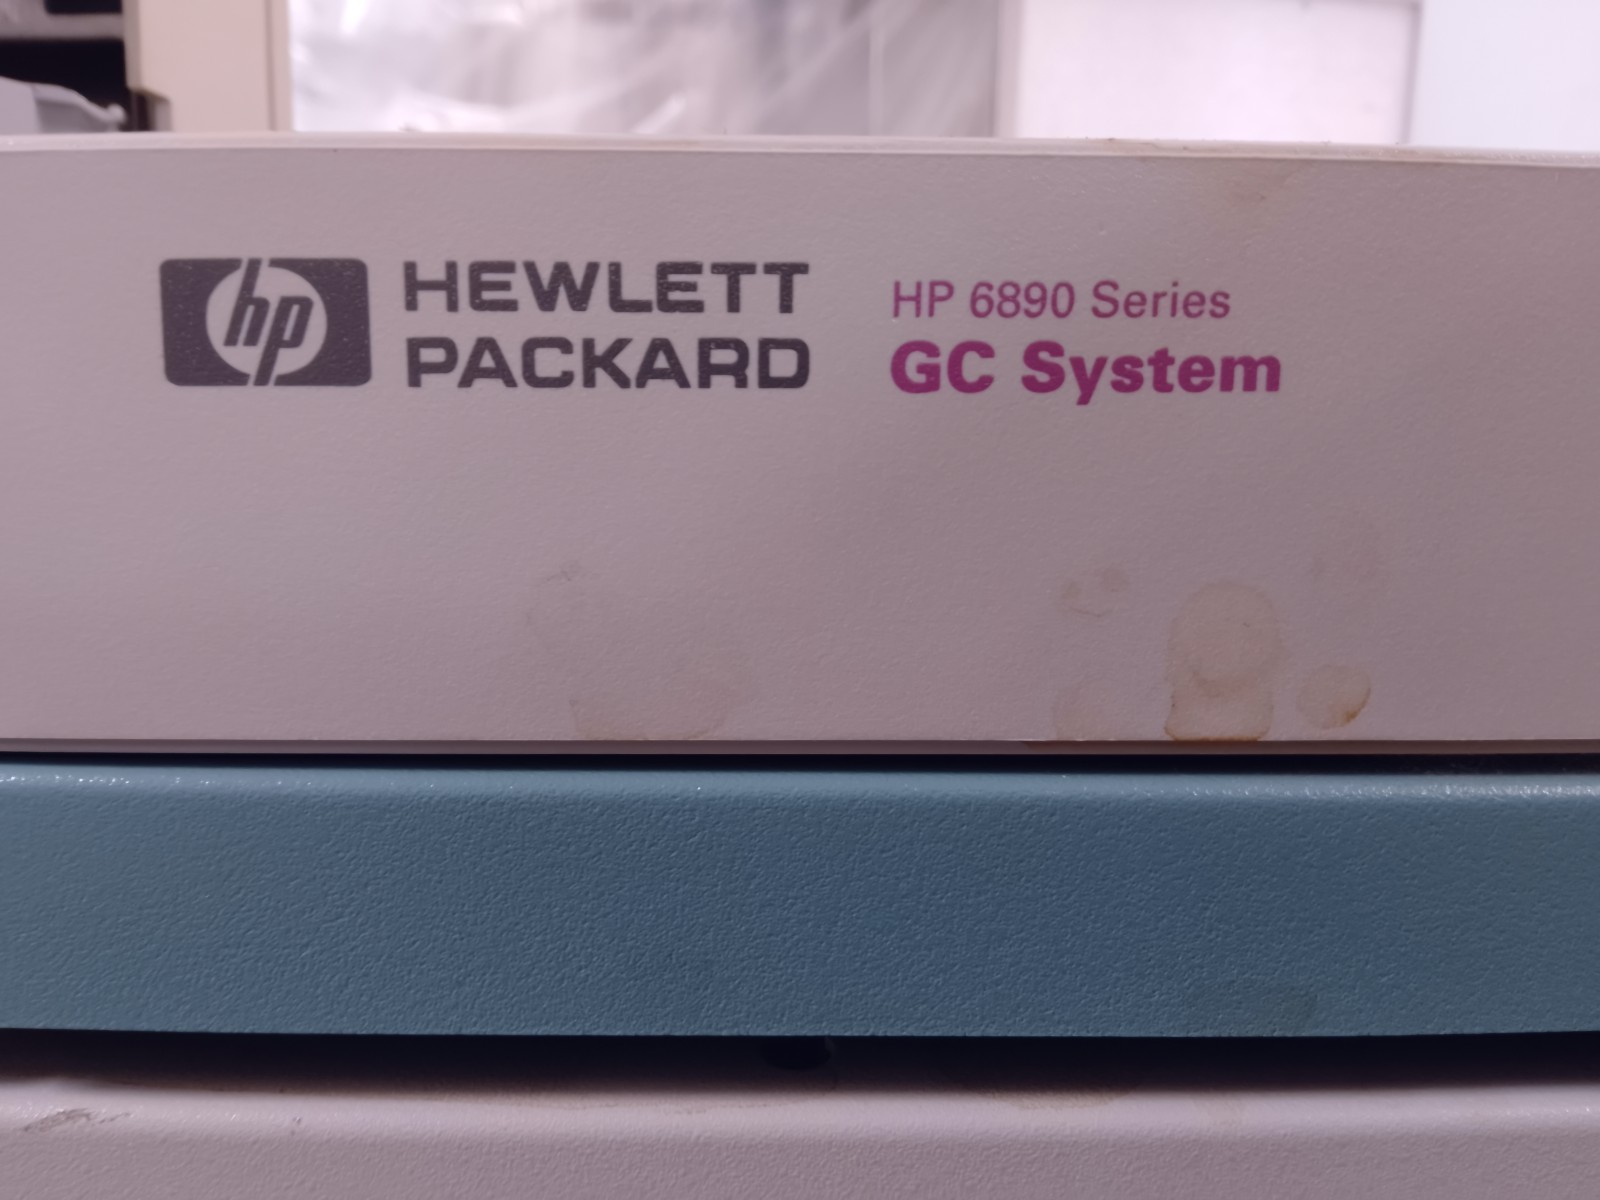 hp
HEWLETT
PACKARD
HP 6890 Series
GC System